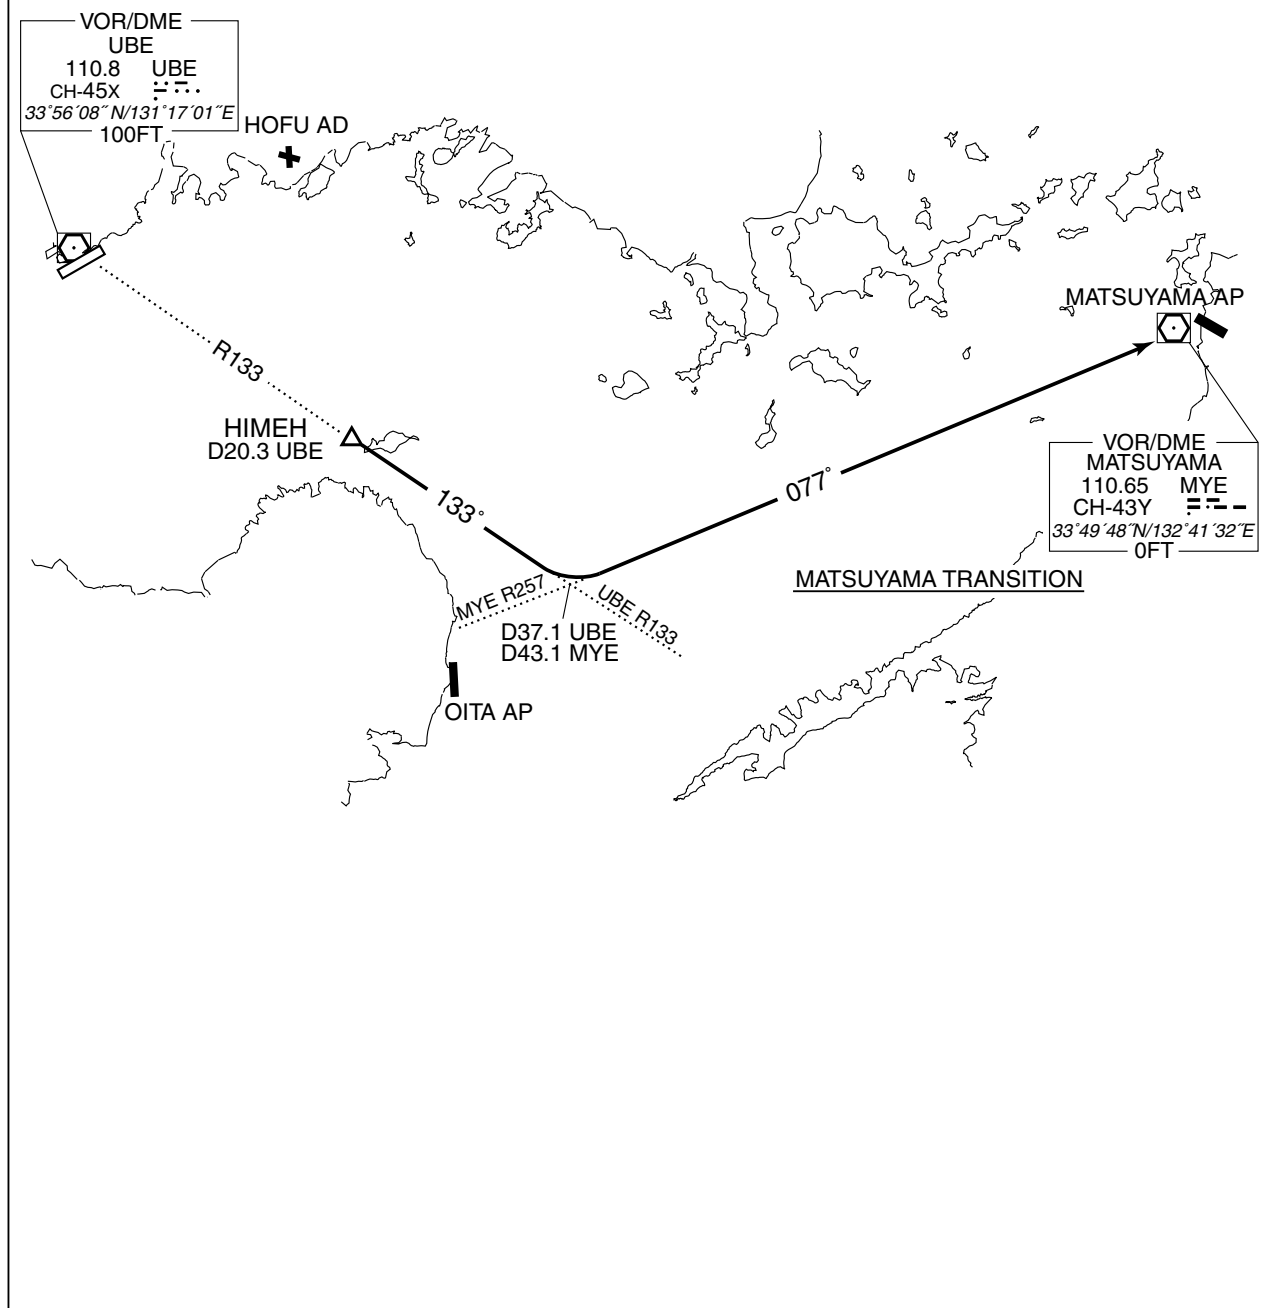 VOR/DME
UBE
110.8 UBE
CH-45X
33°56′08″N/131°17′01″E
100FT
HOFU AD
MATSUYAMA AP
R133
HIMEH
D20.3 UBE
133°
077°
VOR/DME
MATSUYAMA
110.65 MYE
CH-43Y
33°49′48″N/132°41′32″E
0FT
MATSUYAMA TRANSITION
MYE R257
UBE R133
D37.1 UBE
D43.1 MYE
OITA AP